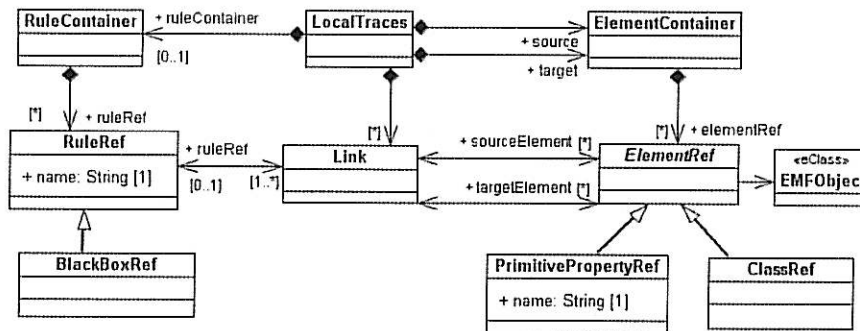 RuleContainer
+ ruleContainer
[0..1]
LocalTraces
+ source
+ target
ElementContainer
[*]
+ ruleRef
[*]
[*]
+ elementRef
RuleRef
+ name: String [1]
+ ruleRef
[0..1]
[1..*]
Link
+ sourceElement [*]
+ targetElement [*]
ElementRef
«eClass»
EMFObjec
BlackBoxRef
PrimitivePropertyRef
+ name: String [1]
ClassRef